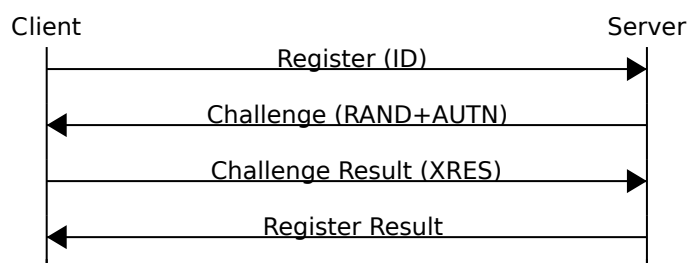 Client Server
Register (ID)
Challenge (RAND+AUTN)
Challenge Result (XRES)
Register Result